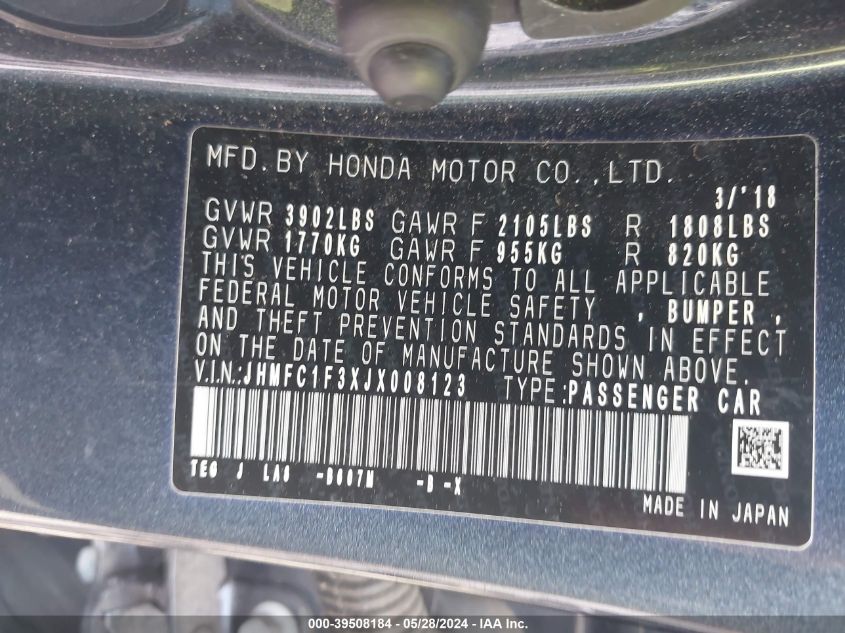 MFD. BY HONDA MOTOR CO., LTD.
3/'18
GVWR 3902LBS GAWR F 2105LBS R 1808LBS
GVWR 1770KG GAWR F 955KG R 820KG
THIS VEHICLE CONFORMS TO ALL APPLICABLE
FEDERAL MOTOR VEHICLE SAFETY , BUMPER ,
AND THEFT PREVENTION STANDARDS IN EFFECT
ON THE DATE OF MANUFACTURE SHOWN ABOVE.
V.I.N.:JHMFC1F3XJX008123 TYPE:PASSENGER CAR
MADE IN JAPAN
000-39508184 / 05/28/2024 / IAA Inc.